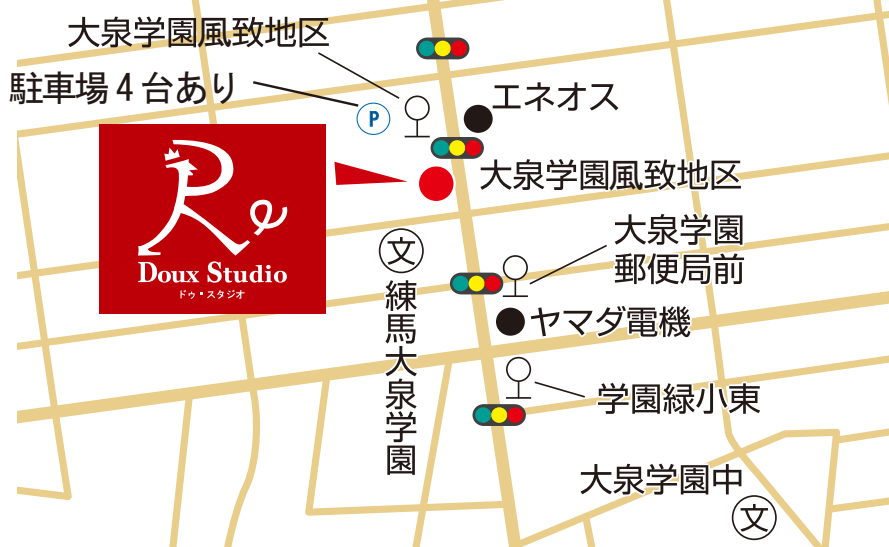 大泉学園風致地区
駐車場4台あり
P
エネオス
大泉学園風致地区
Re
Doux Studio
ドゥ・スタジオ
大泉学園
郵便局前
文
練馬大泉学園
ヤマダ電機
学園緑小東
大泉学園中
文